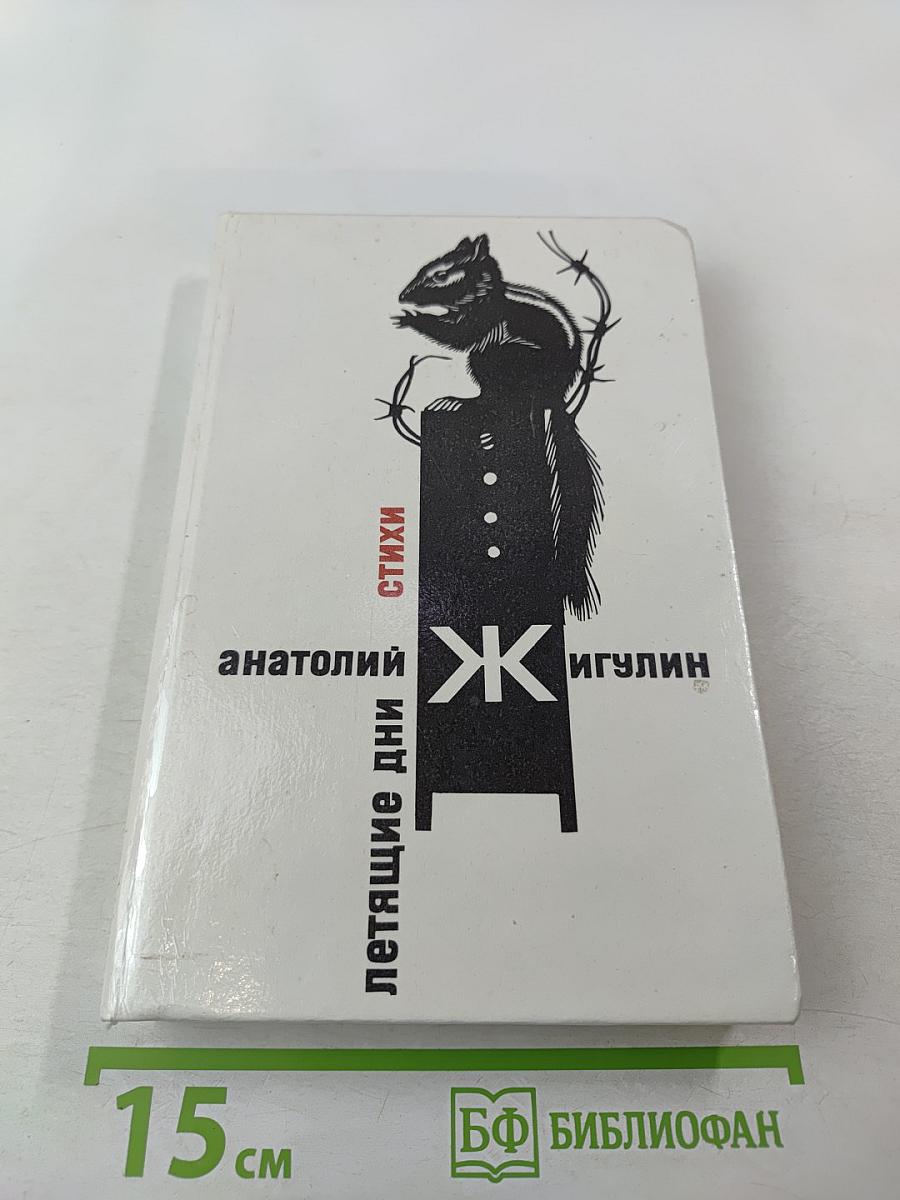 стихи
анатолий Жигулин
летящие дни
15 см
БФ БИБЛИОФАН